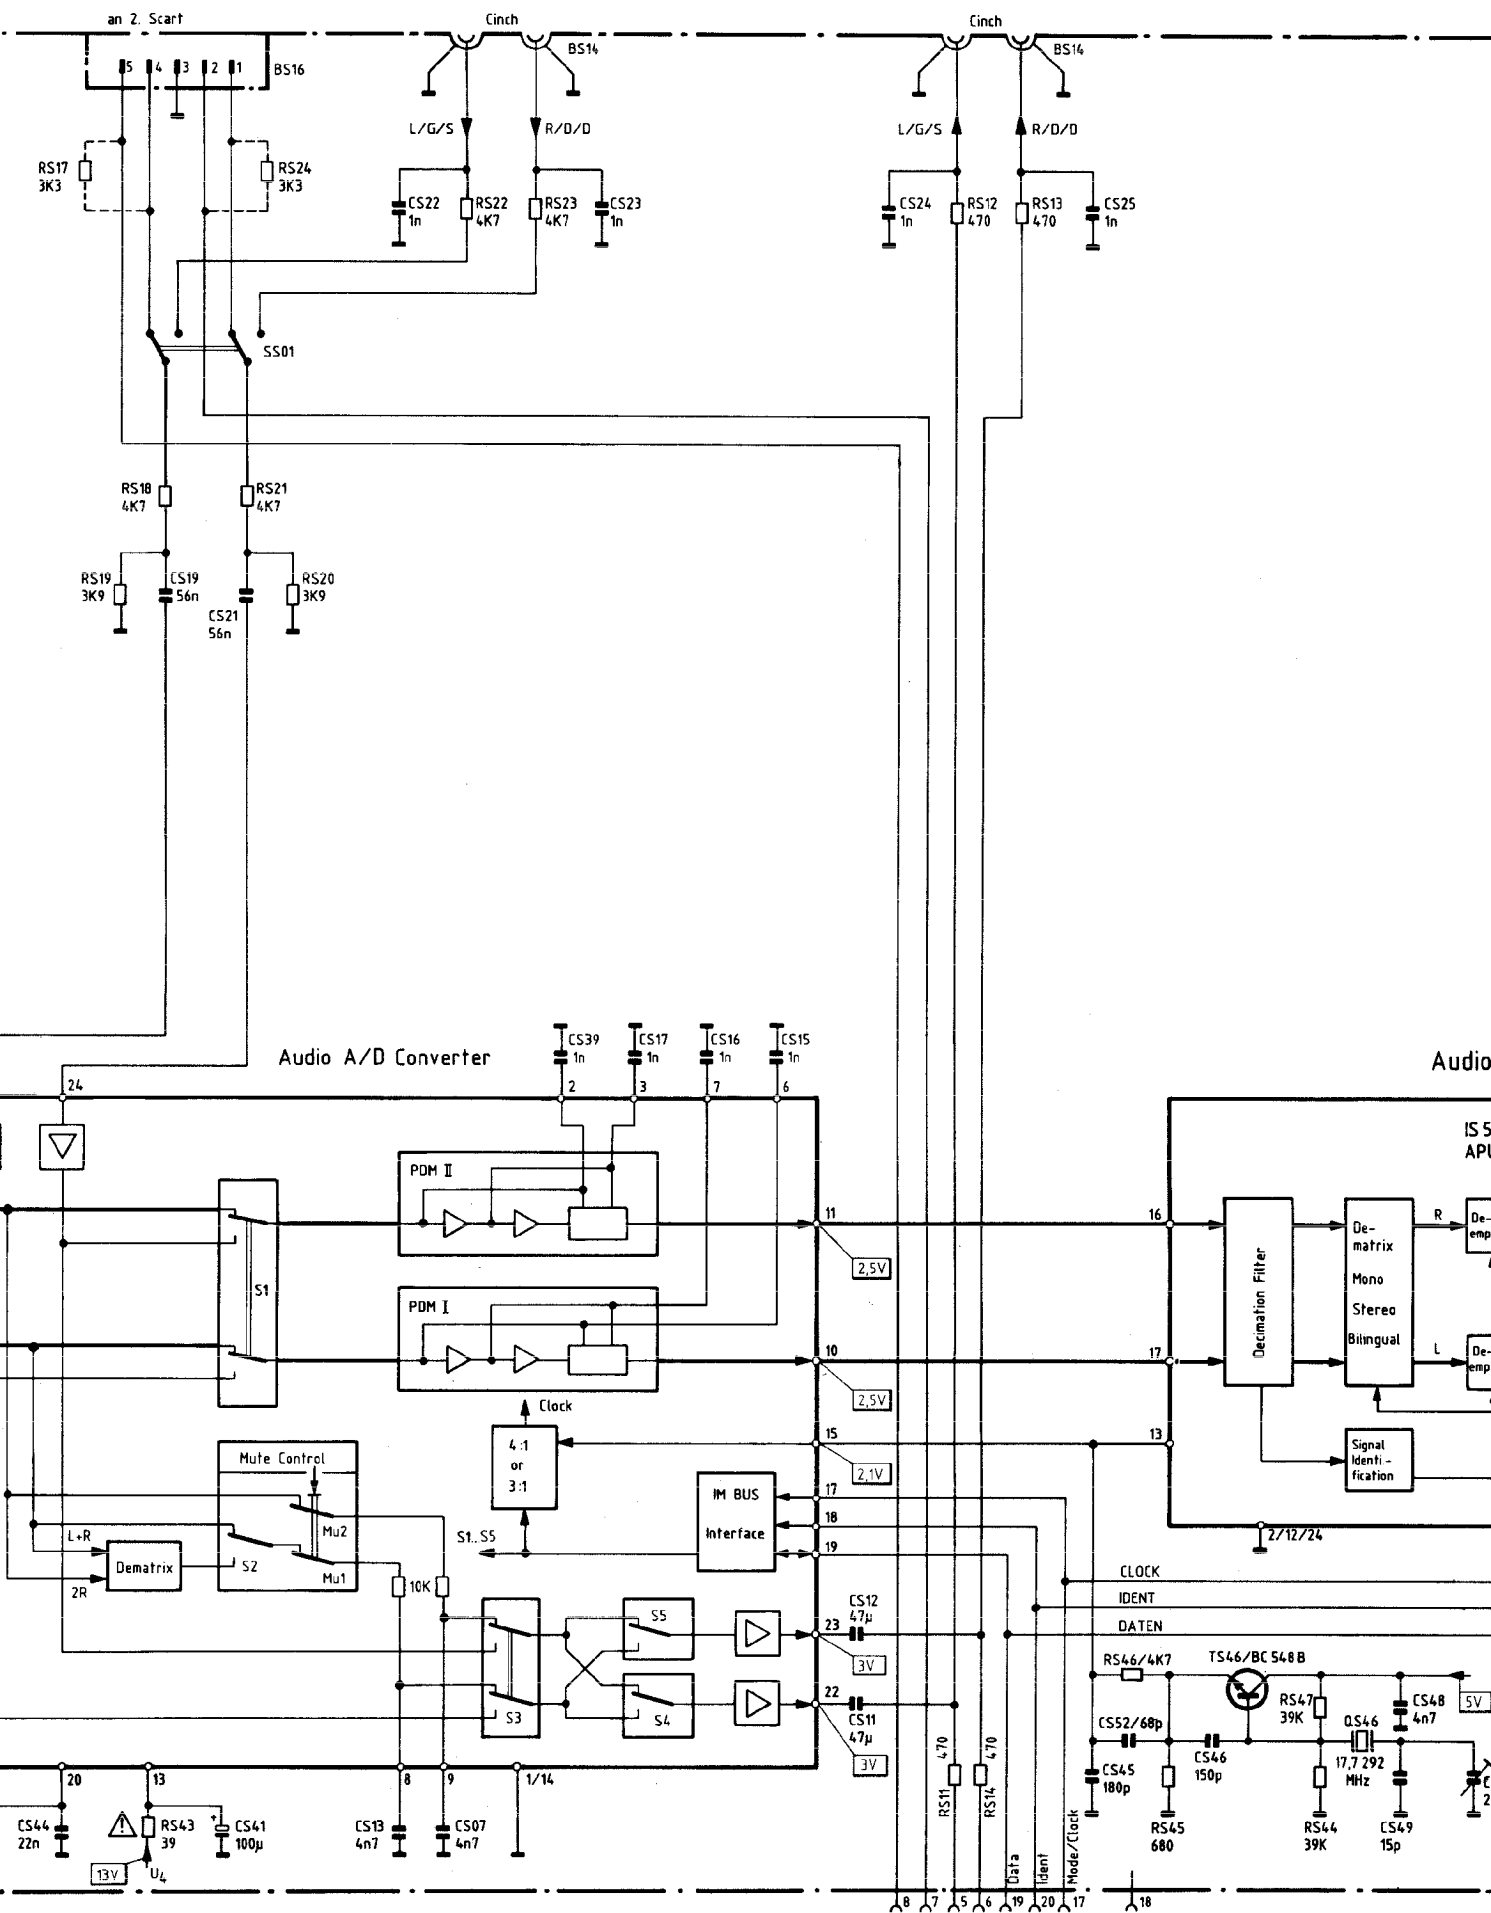 an 2. Scart
Cinch
Cinch
5 4 3 2 1
BS16
BS14
BS14
L/G/S
R/D/D
L/G/S
R/D/D
RS17
3K3
RS24
3K3
CS22
1n
RS22
4K7
RS23
4K7
CS23
1n
CS24
1n
RS12
470
RS13
470
CS25
1n
SS01
RS18
4K7
RS21
4K7
RS19
3K9
CS19
56n
CS21
56n
RS20
3K9
Audio A/D Converter
CS39
1n
CS17
1n
CS16
1n
CS15
1n
24
2
3
7
6
Audio
IS 5
PDM II
11
2,5V
16
Decimation Filter
De-
matrix
Mono
Stereo
Bilingual
R
De-
emp
S1
PDM I
10
2,5V
17
L
De-
emp
Clock
4:1
or
3:1
15
2,1V
13
Signal
Identi-
fication
Mute Control
Mu2
Mu1
S2
L+R
2R
Dematrix
S1..S5
IM BUS
Interface
17
18
19
2/12/24
CLOCK
IDENT
DATEN
10K
S3
S5
S4
23
3V
22
3V
CS12
47µ
CS11
47µ
RS46/4K7
TS46/BC 548 B
CS52/68p
CS45
180p
CS46
150p
RS45
680
RS47
39K
RS44
39K
QS46
17,7 292
MHz
CS48
4n7
CS49
15p
5V
20
13
8
9
1/14
CS44
22n
RS43
39
CS41
100µ
13V
U4
CS13
4n7
CS07
4n7
RS11
470
RS14
470
Data
Ident
Mode/Clock
8 7 5 6 19 20 17 18